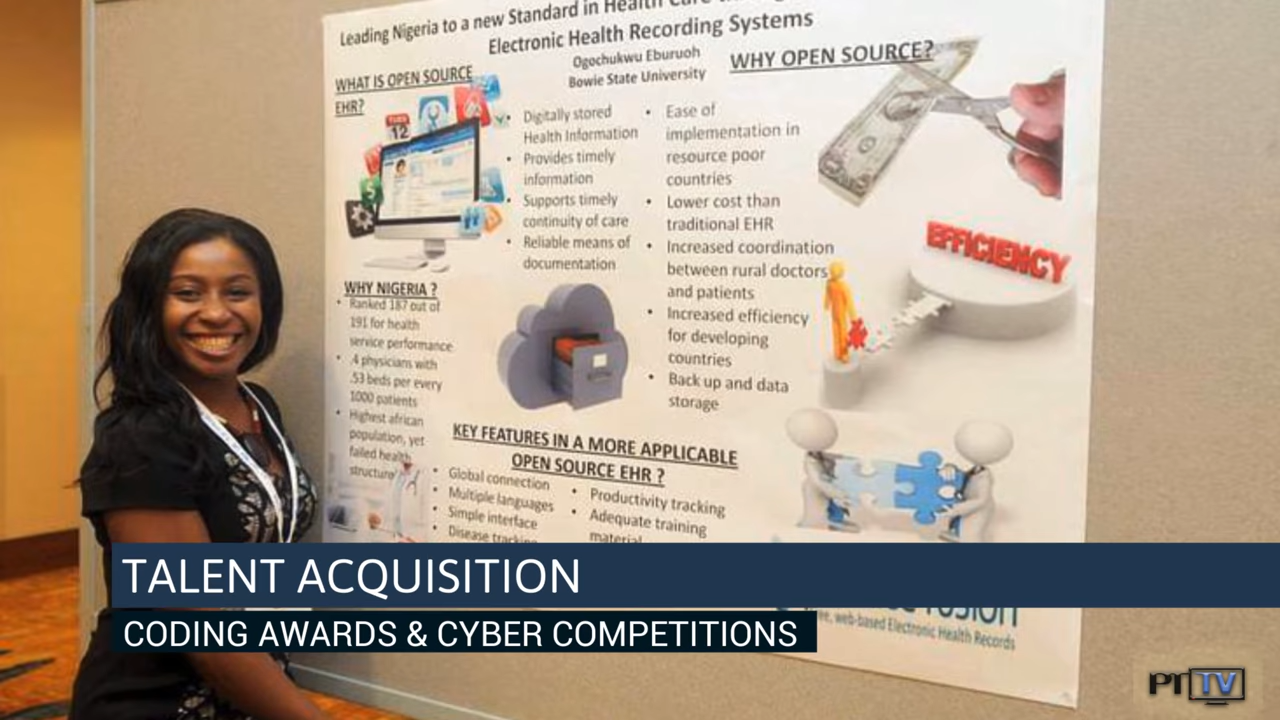 Leading Nigeria to a new Standard in Health Care
Electronic Health Recording Systems
Ogochukwu Eburuoh
Bowie State University
WHAT IS OPEN SOURCE
EHR?
TUES
12
• Digitally stored
Health Information
• Provides timely
information
• Supports timely
continuity of care
• Reliable means of
documentation
WHY OPEN SOURCE?
• Ease of
implementation in
resource poor
countries
• Lower cost than
traditional EHR
• Increased coordination
between rural doctors
and patients
• Increased efficiency
for developing
countries
• Back up and data
storage
EFFICIENCY
WHY NIGERIA ?
• Ranked 187 out of
191 for health
service performance
• .4 physicians with
.53 beds per every
1000 patients
• Highest african
population, yet
failed health
structure
KEY FEATURES IN A MORE APPLICABLE
OPEN SOURCE EHR ?
• Global connection
• Multiple languages
• Simple interface
• Disease tracking
• Productivity tracking
• Adequate training
material
web-based Electronic Health Records
TALENT ACQUISITION
CODING AWARDS & CYBER COMPETITIONS
PTTV